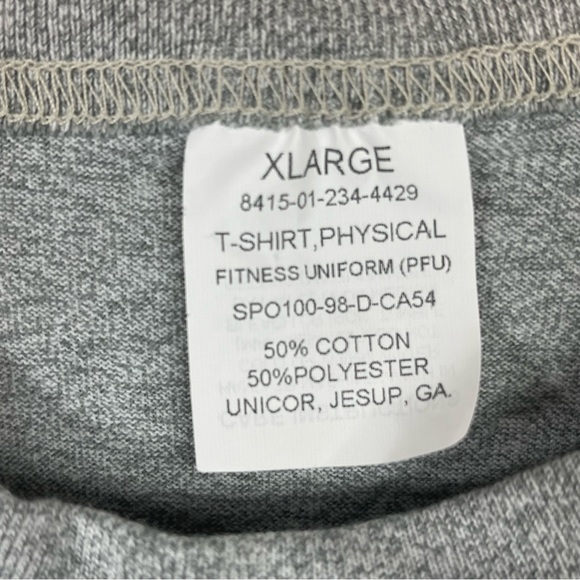 XLARGE
8415-01-234-4429
T-SHIRT,PHYSICAL
FITNESS UNIFORM (PFU)
SPO100-98-D-CA54
50% COTTON
50%POLYESTER
UNICOR, JESUP, GA.